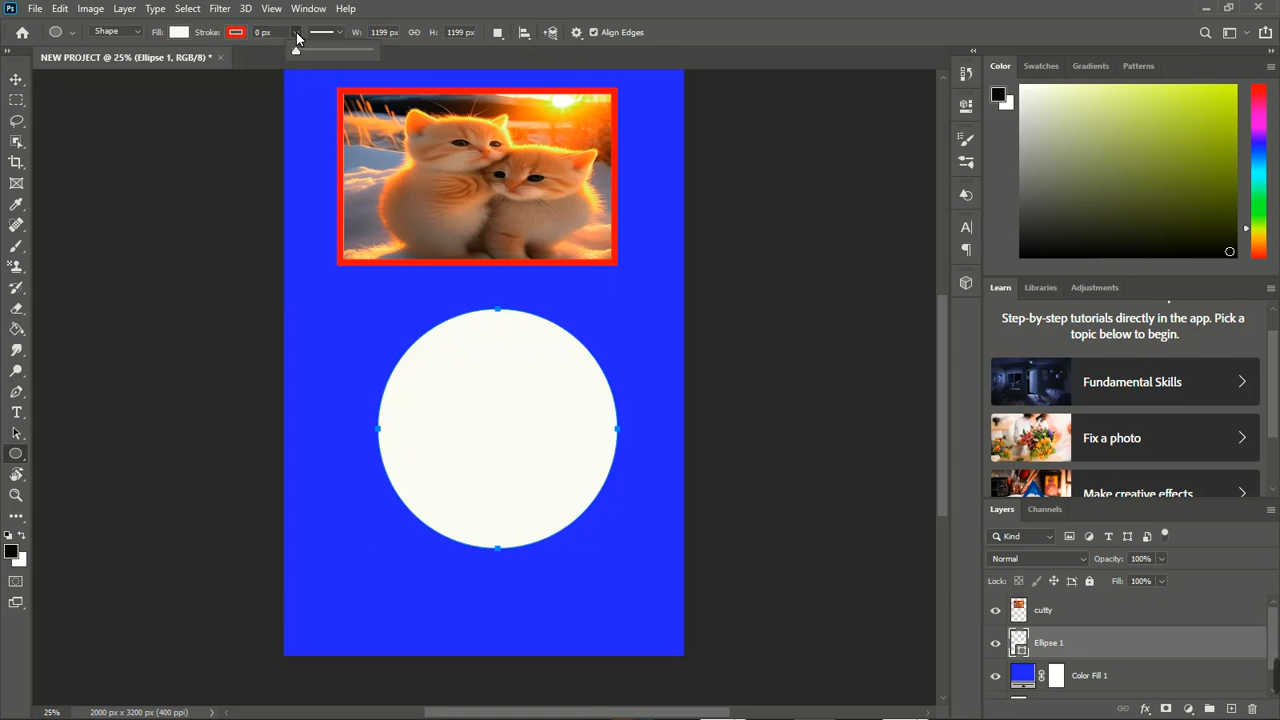 Ps File Edit Image Layer Type Select Filter 3D View Window Help
Shape Fill: Stroke: 0 px W: 1199 px H: 1199 px Align Edges
NEW PROJECT @ 25% (Ellipse 1, RGB/8) * ×
Color Swatches Gradients Patterns
Learn Libraries Adjustments
Step-by-step tutorials directly in the app. Pick a
topic below to begin.
Fundamental Skills
Fix a photo
Make creative effects
Layers Channels
Kind
Normal Opacity: 100%
Lock: Fill: 100%
cutty
Ellipse 1
Color Fill 1
25% 2000 px x 3200 px (400 ppi)